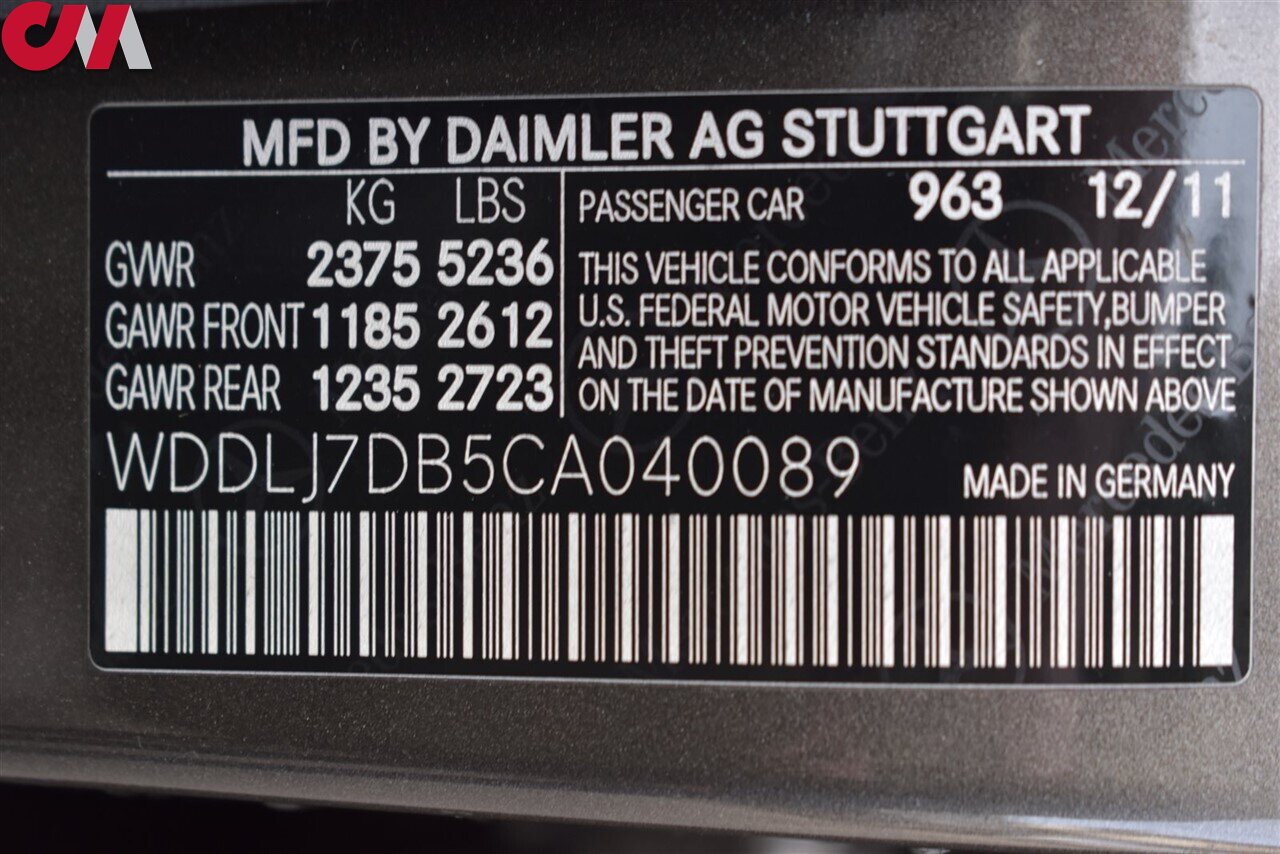 CM
MFD BY DAIMLER AG STUTTGART
KG LBS
GVWR 2375 5236
GAWR FRONT 1185 2612
GAWR REAR 1235 2723
PASSENGER CAR 963 12/11
THIS VEHICLE CONFORMS TO ALL APPLICABLE
U.S. FEDERAL MOTOR VEHICLE SAFETY,BUMPER
AND THEFT PREVENTION STANDARDS IN EFFECT
ON THE DATE OF MANUFACTURE SHOWN ABOVE
WDDLJ7DB5CA040089
MADE IN GERMANY